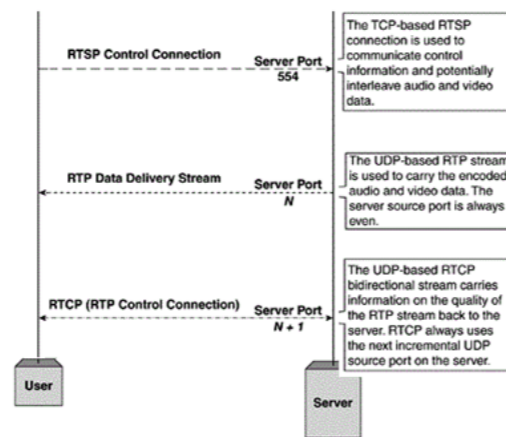 The TCP-based RTSP
connection is used to
communicate control
information and potentially
interleave audio and video
data.
RTSP Control Connection
Server Port
554
The UDP-based RTP stream
is used to carry the encoded
audio and video data. The
server source port is always
even.
RTP Data Delivery Stream
Server Port
N
The UDP-based RTCP
bidirectional stream carries
information on the quality of
the RTP stream back to the
server. RTCP always uses
the next incremental UDP
source port on the server.
RTCP (RTP Control Connection)
Server Port
N + 1
User
Server